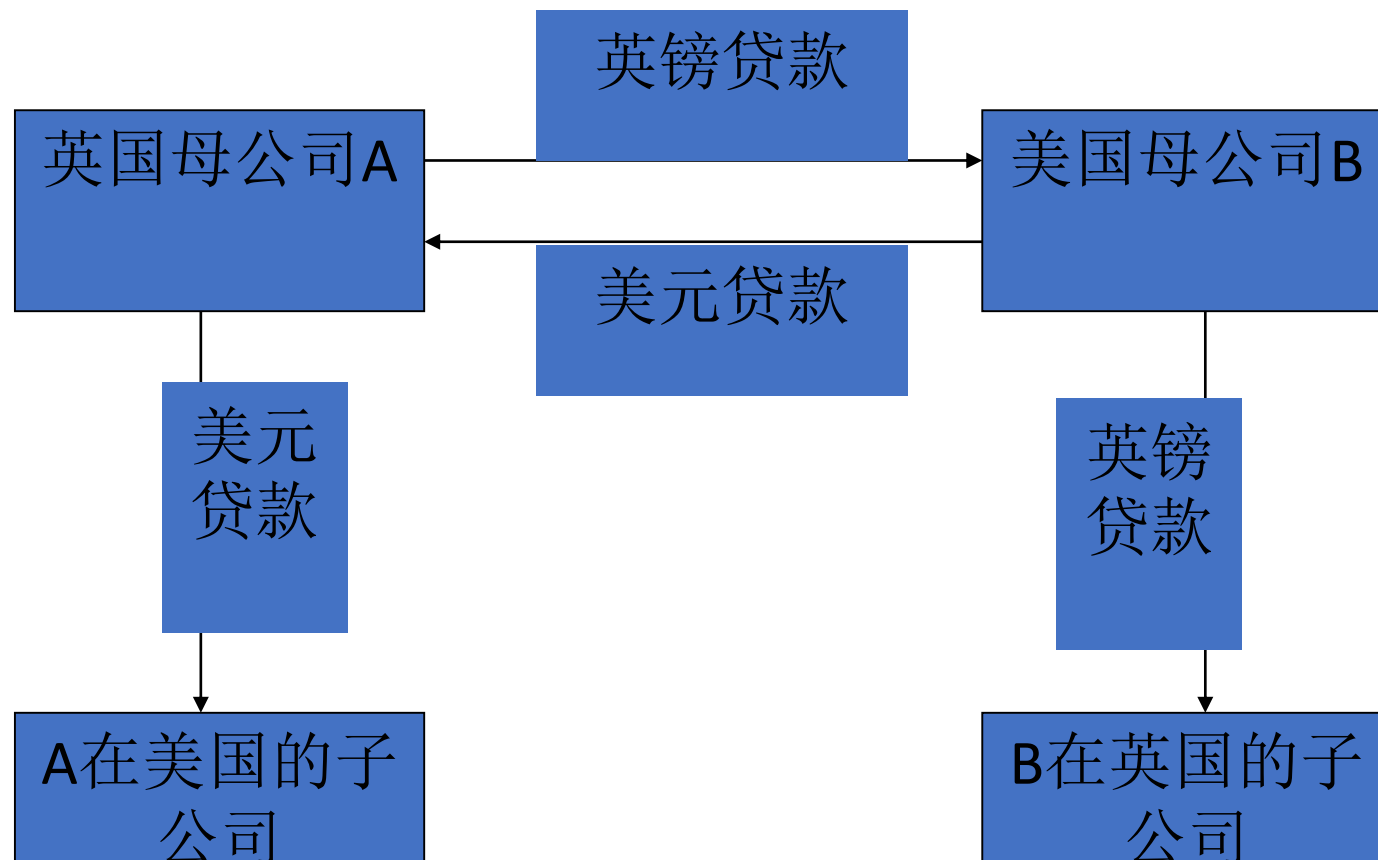 英镑贷款
英国母公司A
美国母公司B
美元贷款
美元
贷款
英镑
贷款
A在美国的子
公司
B在英国的子
公司